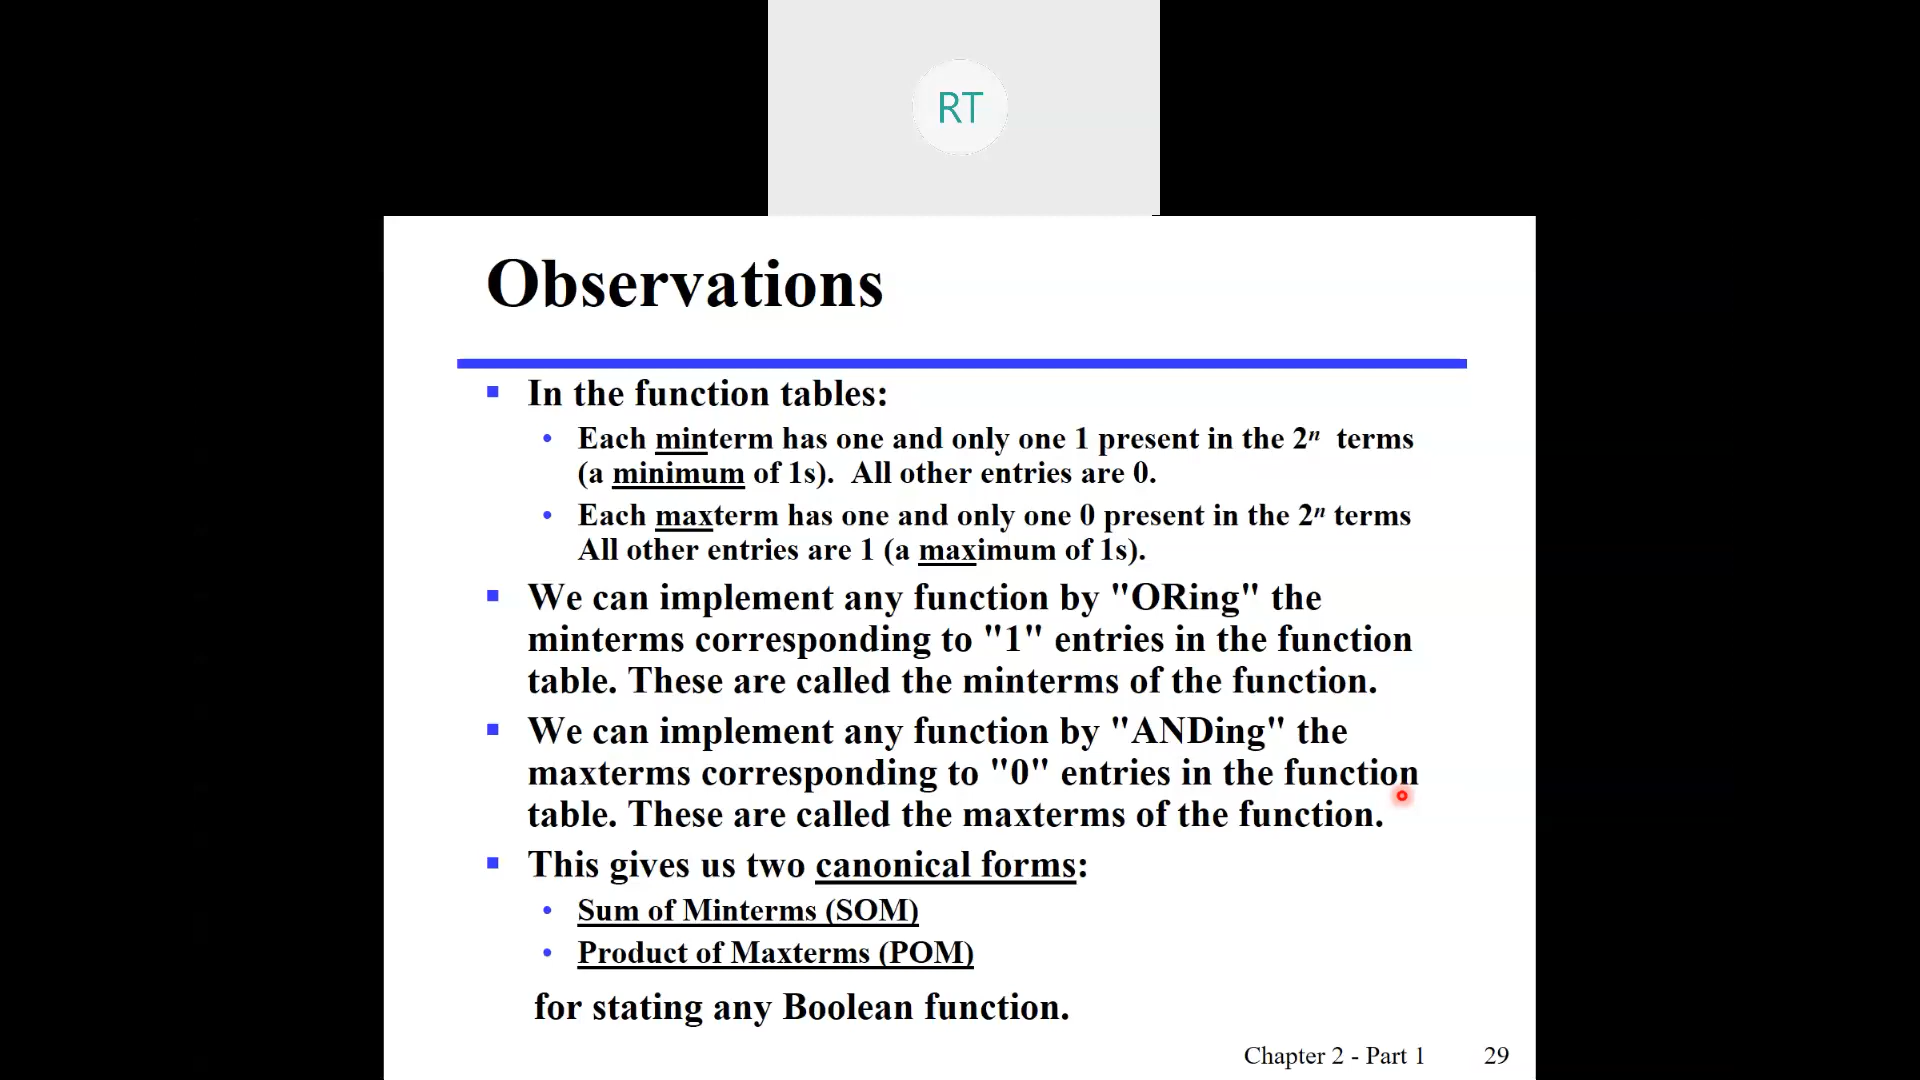 RT
Observations
In the function tables:
Each minterm has one and only one 1 present in the 2ⁿ terms
(a minimum of 1s). All other entries are 0.
Each maxterm has one and only one 0 present in the 2ⁿ terms
All other entries are 1 (a maximum of 1s).
We can implement any function by "ORing" the
minterms corresponding to "1" entries in the function
table. These are called the minterms of the function.
We can implement any function by "ANDing" the
maxterms corresponding to "0" entries in the function
table. These are called the maxterms of the function.
This gives us two canonical forms:
Sum of Minterms (SOM)
Product of Maxterms (POM)
for stating any Boolean function.
Chapter 2 - Part 1 29